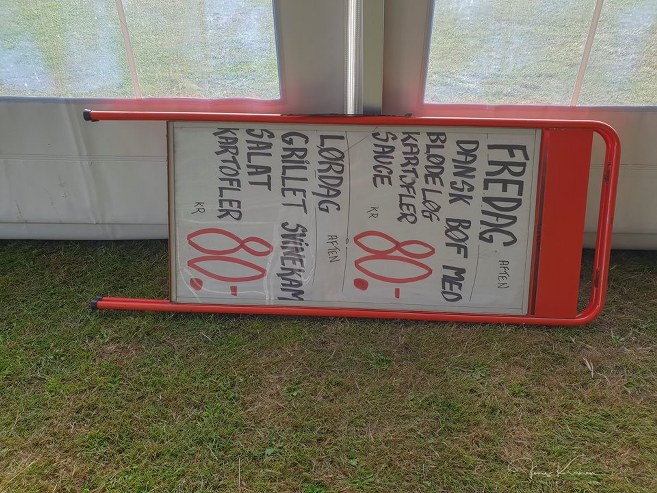 FREDAG
AFTEN
DANSK BØF MED
BLØDE LØG
KARTOFLER
SAUCE
KR 80.-
LØRDAG
AFTEN
GRILLET SVINEKAM
SALAT
KARTOFLER
KR 80.-